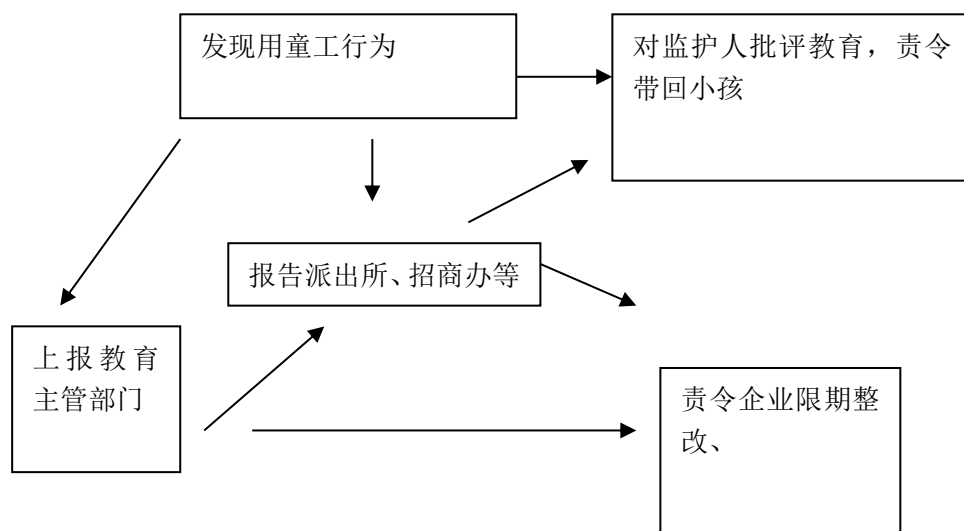 发现用童工行为
对监护人批评教育，责令
带回小孩
报告派出所、招商办等
上报教育
主管部门
责令企业限期整
改、